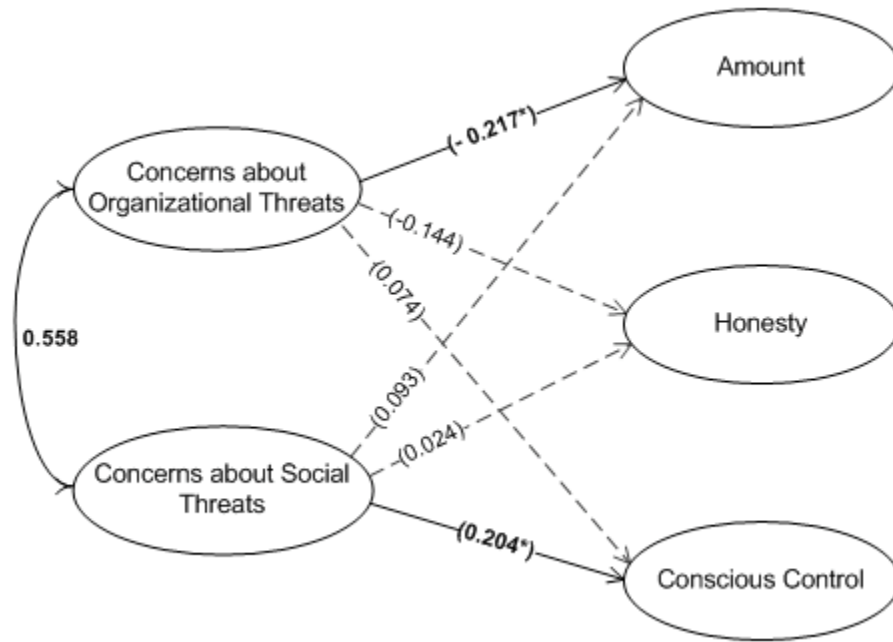 Amount
(- 0.217*)
Concerns about
Organizational Threats
(-0.144)
(0.074)
Honesty
0.558
(0.093)
(0.024)
Concerns about Social
Threats
(0.204*)
Conscious Control